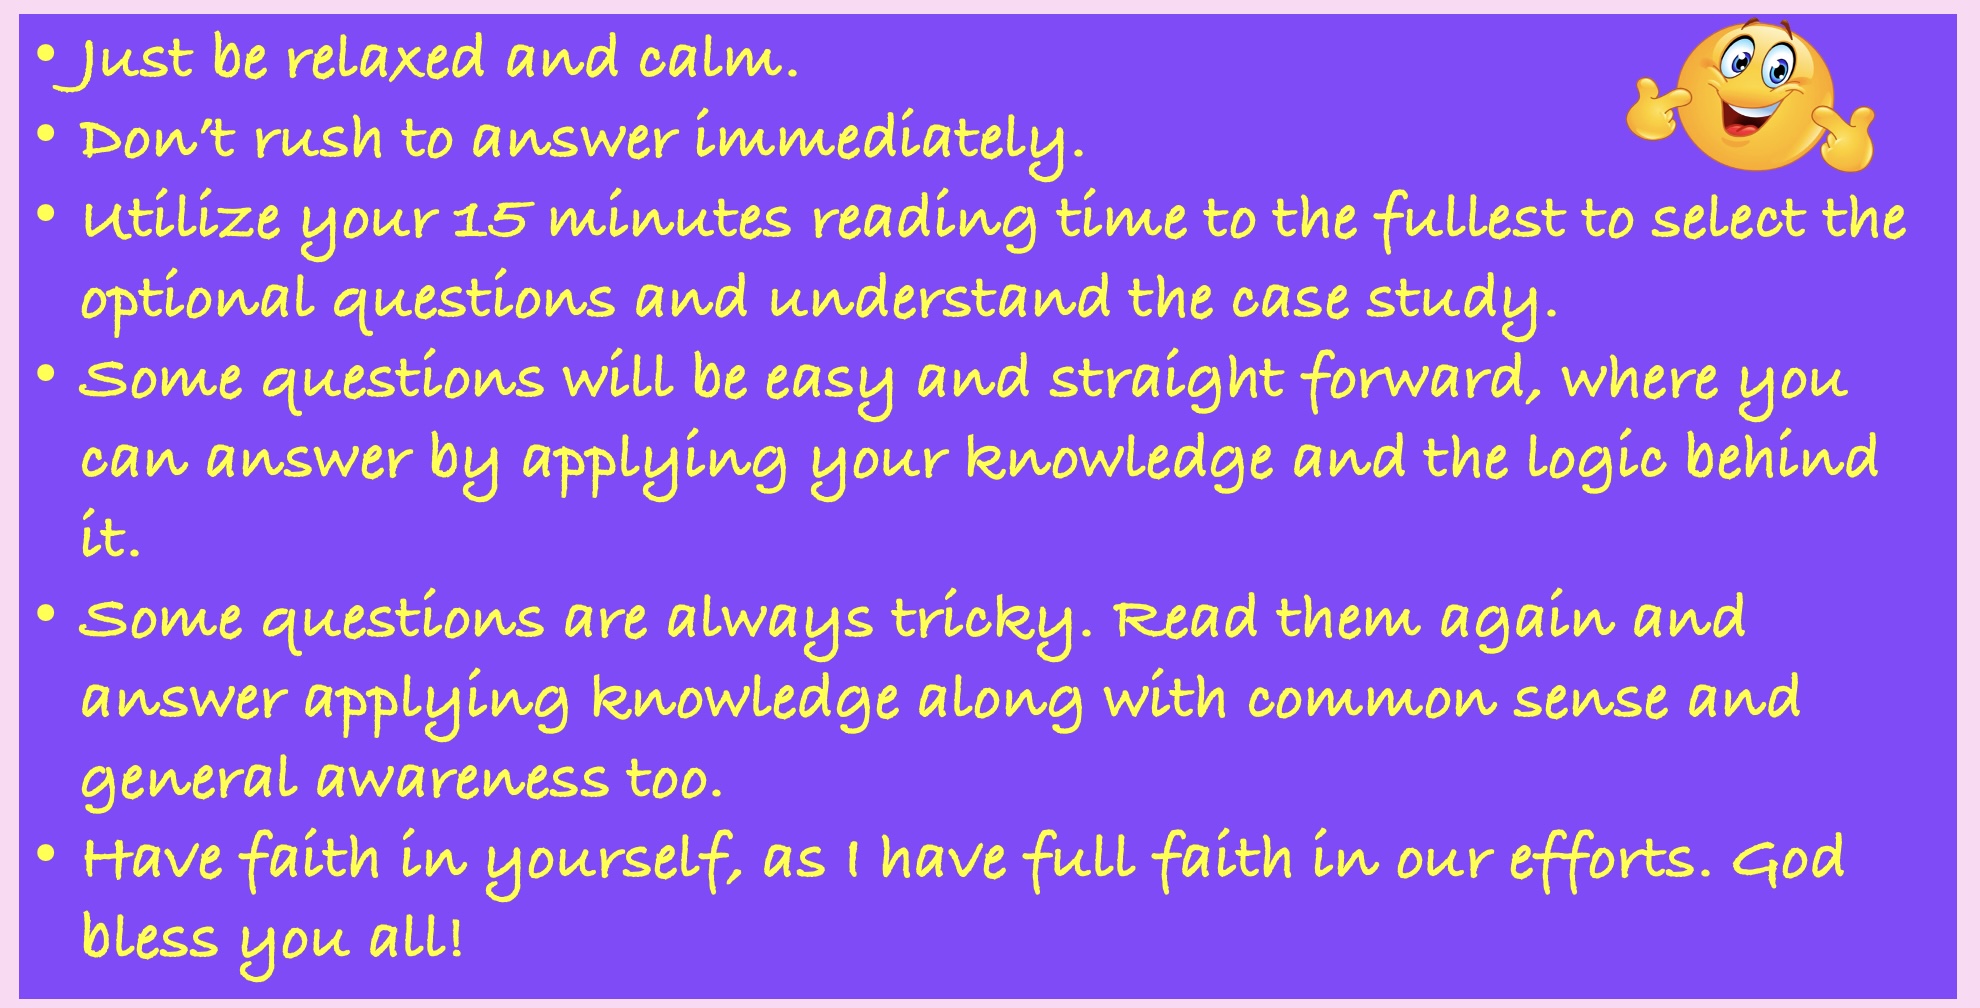 • Just be relaxed and calm.
• Don’t rush to answer immediately.
• Utilize your 15 minutes reading time to the fullest to select the
optional questions and understand the case study.
• Some questions will be easy and straight forward, where you
can answer by applying your knowledge and the logic behind
it.
• Some questions are always tricky. Read them again and
answer applying knowledge along with common sense and
general awareness too.
• Have faith in yourself, as I have full faith in our efforts. God
bless you all!